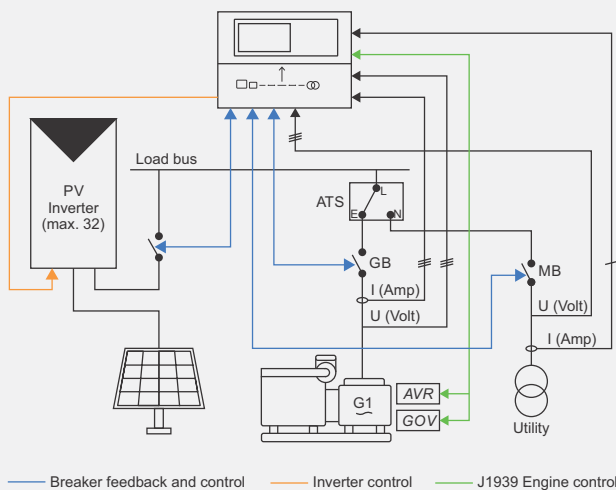 Load bus
PV
Inverter
(max. 32)
ATS
L
E
N
GB
MB
I (Amp)
U (Volt)
U (Volt)
I (Amp)
G1
AVR
GOV
Utility
Breaker feedback and control
Inverter control
J1939 Engine control